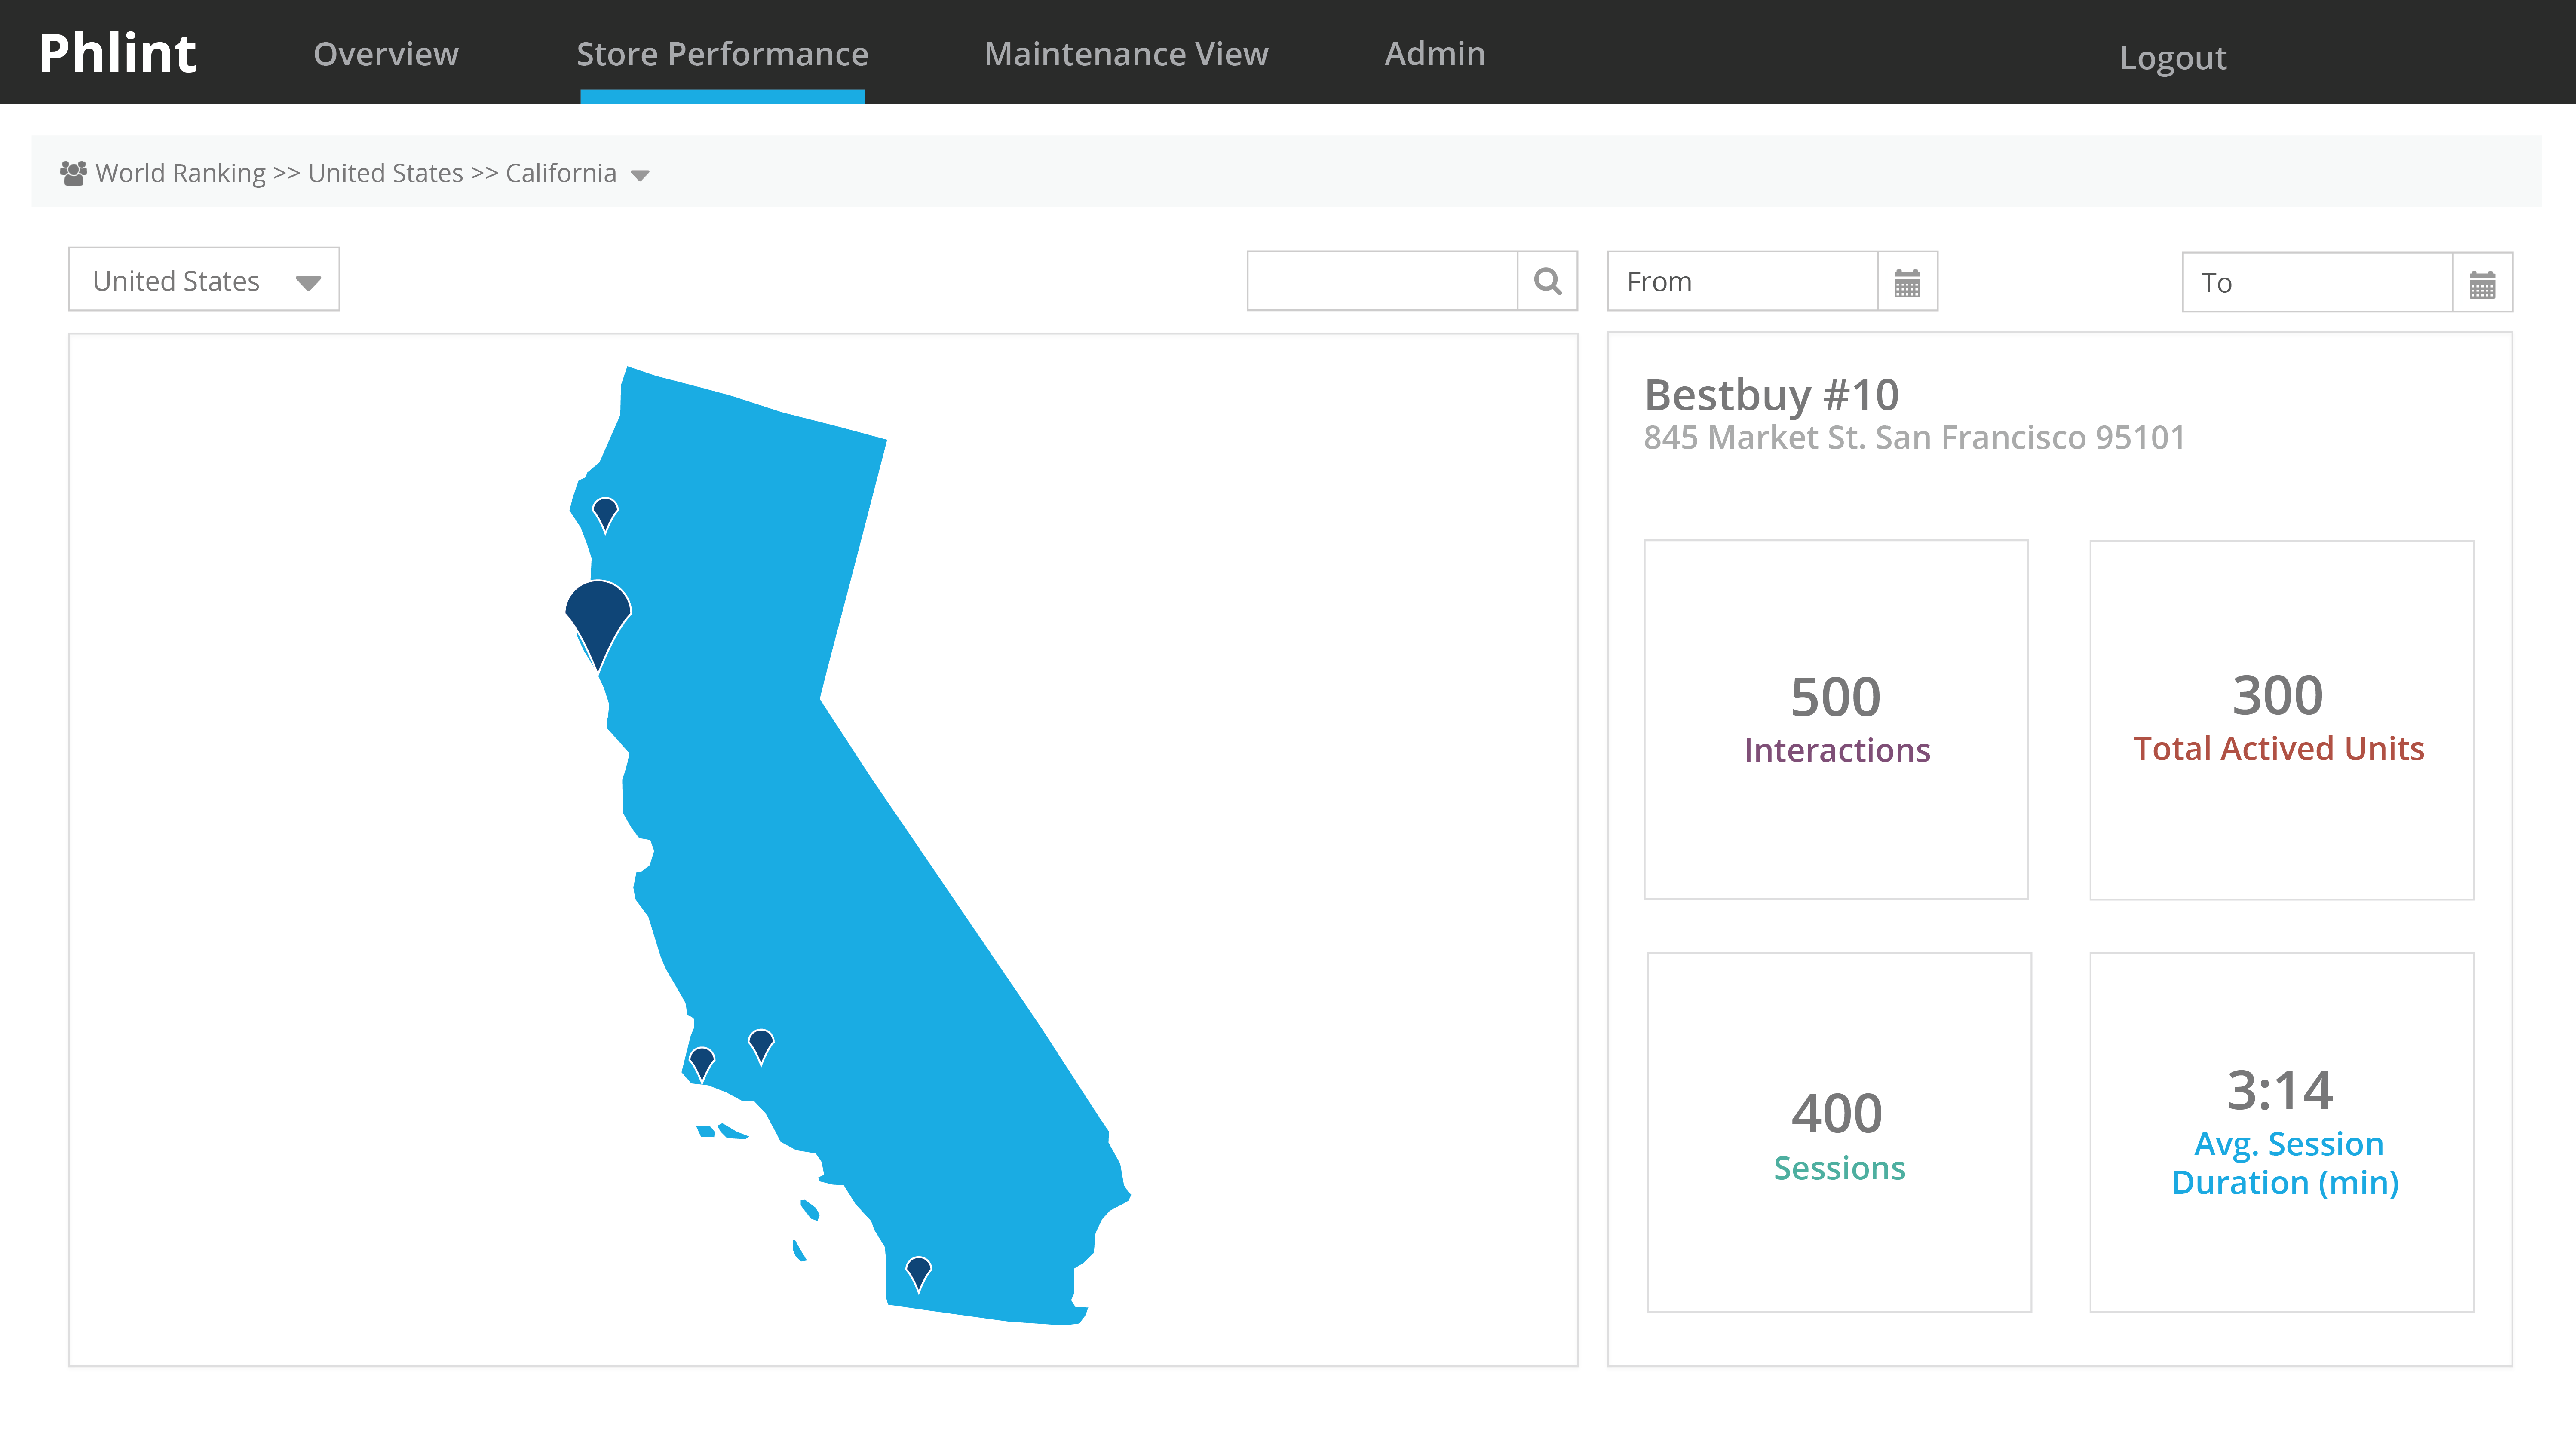 Phlint
Overview
Store Performance
Maintenance View
Admin
Logout
World Ranking >> United States >> California
United States
From
To
Bestbuy #10
845 Market St. San Francisco 95101
500
Interactions
300
Total Actived Units
400
Sessions
3:14
Avg. Session
Duration (min)